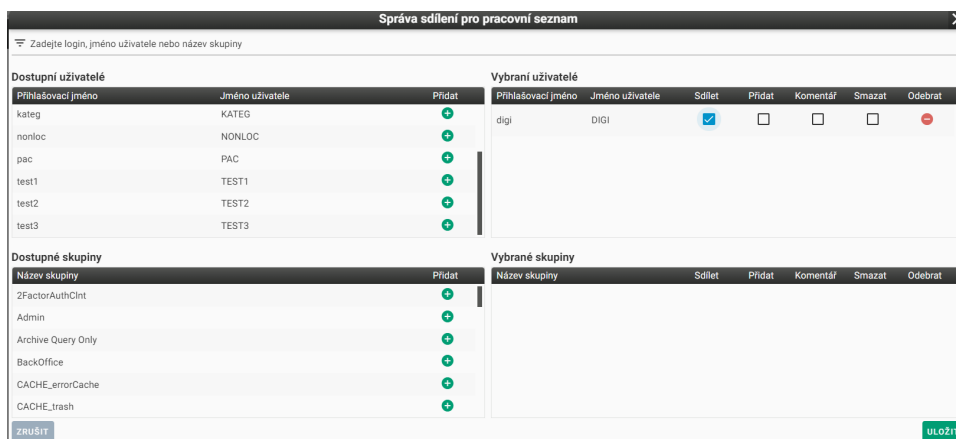 Správa sdílení pro pracovní seznam
Zadejte login, jméno uživatele nebo název skupiny
Dostupní uživatelé
Přihlašovací jméno Jméno uživatele Přidat
kateg KATEG
nonloc NONLOC
pac PAC
test1 TEST1
test2 TEST2
test3 TEST3
Vybraní uživatelé
Přihlašovací jméno Jméno uživatele Sdílet Přidat Komentář Smazat Odebrat
digi DIGI
Dostupné skupiny
Název skupiny Přidat
2FactorAuthClnt
Admin
Archive Query Only
BackOffice
CACHE_errorCache
CACHE_trash
Vybrané skupiny
Název skupiny Sdílet Přidat Komentář Smazat Odebrat
ZRUŠIT
ULOŽIT